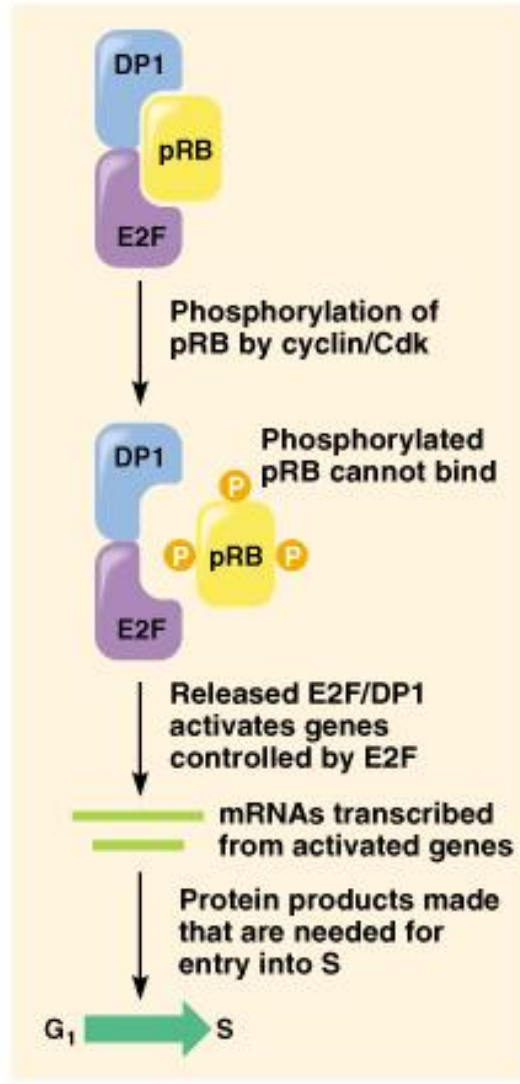 DP1
pRB
E2F
Phosphorylation of
pRB by cyclin/Cdk
DP1
Phosphorylated
pRB cannot bind
P
P
pRB
P
E2F
Released E2F/DP1
activates genes
controlled by E2F
mRNAs transcribed
from activated genes
Protein products made
that are needed for
entry into S
G₁
S